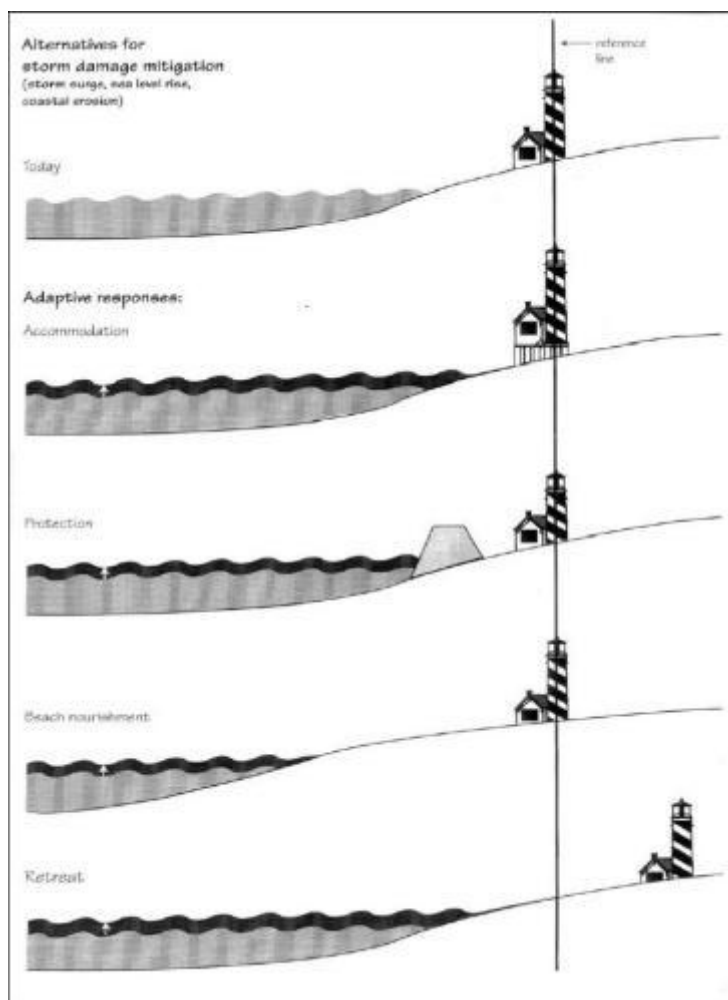 Alternatives for
storm damage mitigation
(storm surge, sea level rise,
coastal erosion)
reference
line
Today
Adaptive responses:
Accommodation
Protection
Beach nourishment
Retreat